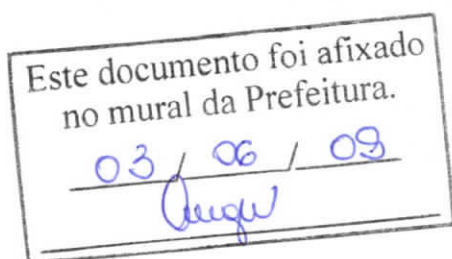 Este documento foi afixado
no mural da Prefeitura.
03 / 06 / 09